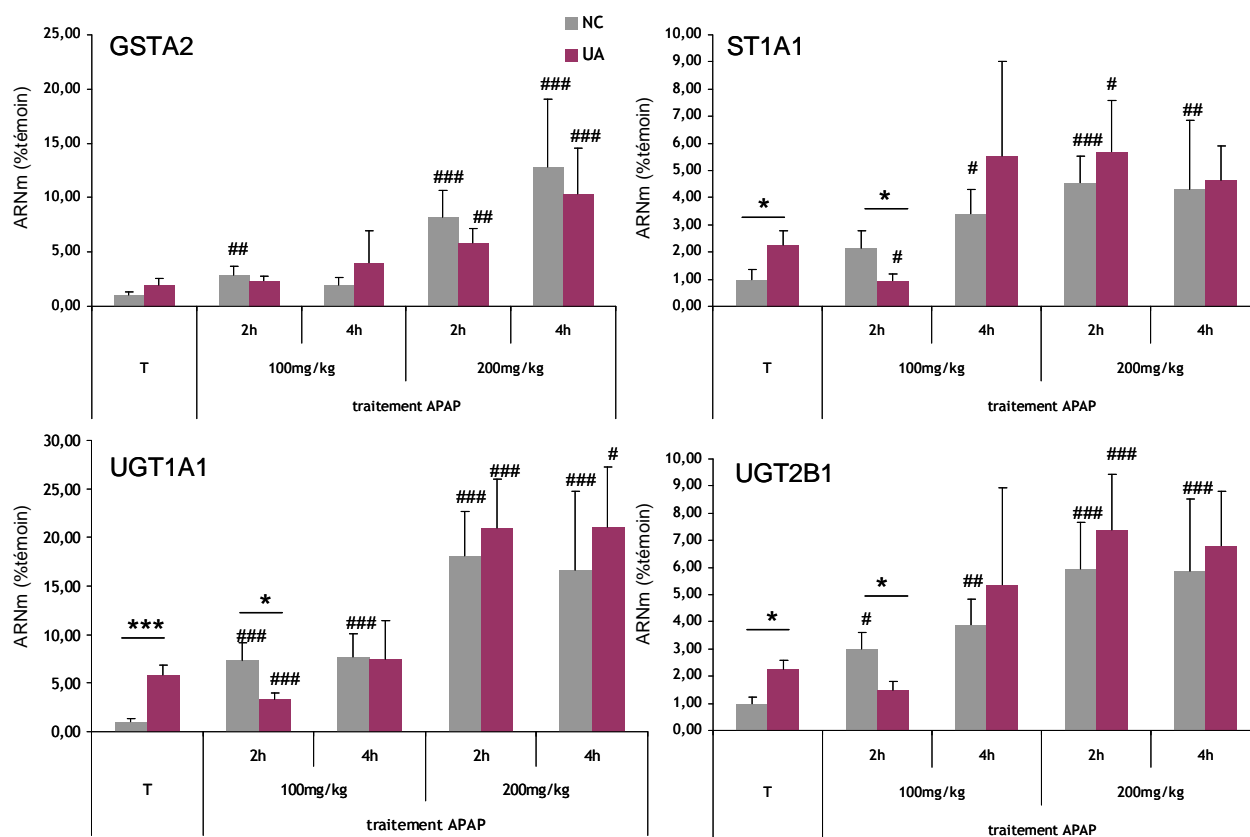 GSTA2
NC
UA
ARNm (%témoin)
25,00
20,00
15,00
10,00
5,00
0,00
##
###
##
###
###
2h
4h
2h
4h
T
100mg/kg
200mg/kg
traitement APAP
ST1A1
ARNm (%témoin)
10,00
9,00
8,00
7,00
6,00
5,00
4,00
3,00
2,00
1,00
0,00
*
*
#
#
###
#
##
2h
4h
2h
4h
T
100mg/kg
200mg/kg
traitement APAP
UGT1A1
ARNm (%témoin)
30,00
25,00
20,00
15,00
10,00
5,00
0,00
***
*
###
###
###
###
###
###
#
2h
4h
2h
4h
T
100mg/kg
200mg/kg
traitement APAP
UGT2B1
ARNm (%témoin)
10,00
9,00
8,00
7,00
6,00
5,00
4,00
3,00
2,00
1,00
0,00
*
*
#
##
###
###
###
2h
4h
2h
4h
T
100mg/kg
200mg/kg
traitement APAP